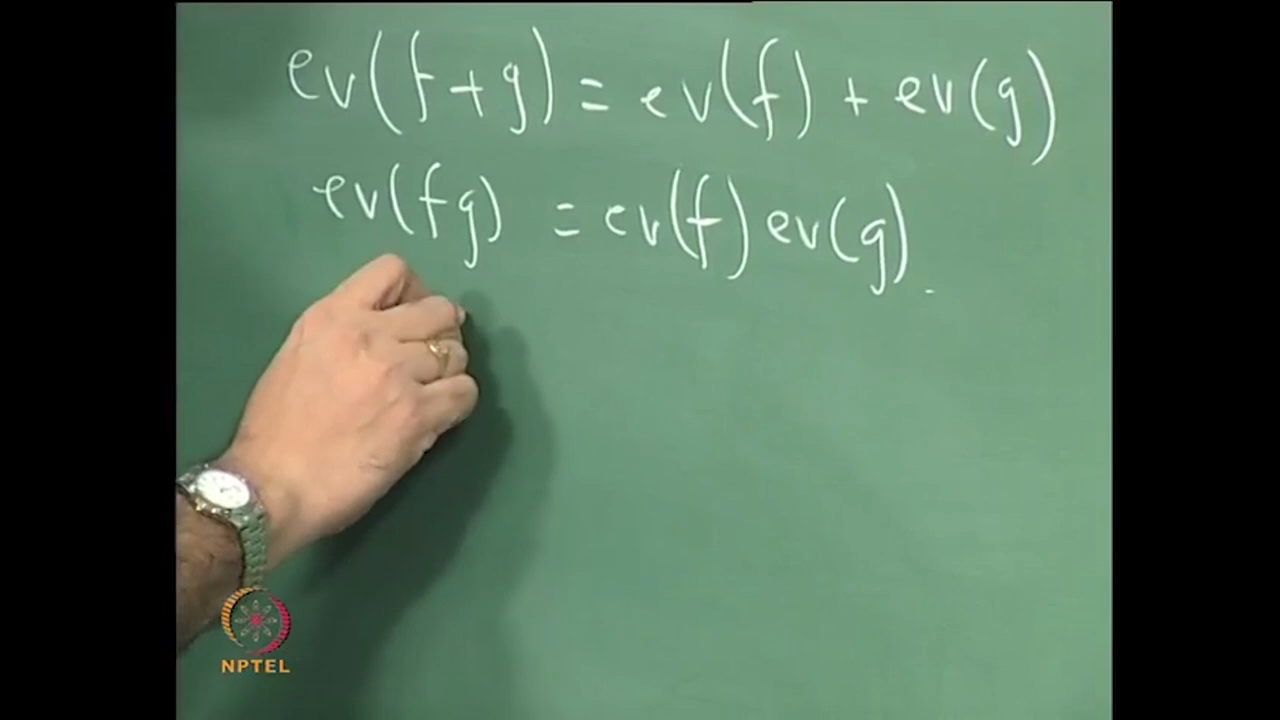 ev(f+g) = ev(f) + ev(g)
ev(fg) = ev(f) ev(g).
NPTEL